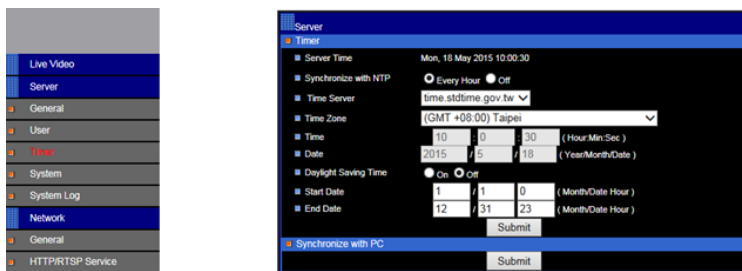 Live Video
Server
General
User
Timer
System
System Log
Network
General
HTTP/RTSP Service
Server
Timer
Server Time Mon, 18 May 2015 10:00:30
Synchronize with NTP Every Hour Off
Time Server time.stdtime.gov.tw
Time Zone (GMT +08:00) Taipei
Time 10 : 0 : 30 ( Hour:Min:Sec )
Date 2015 / 5 / 18 ( Year/Month/Date )
Daylight Saving Time On Off
Start Date 1 / 1 0 ( Month/Date Hour )
End Date 12 / 31 23 ( Month/Date Hour )
Submit
Synchronize with PC
Submit